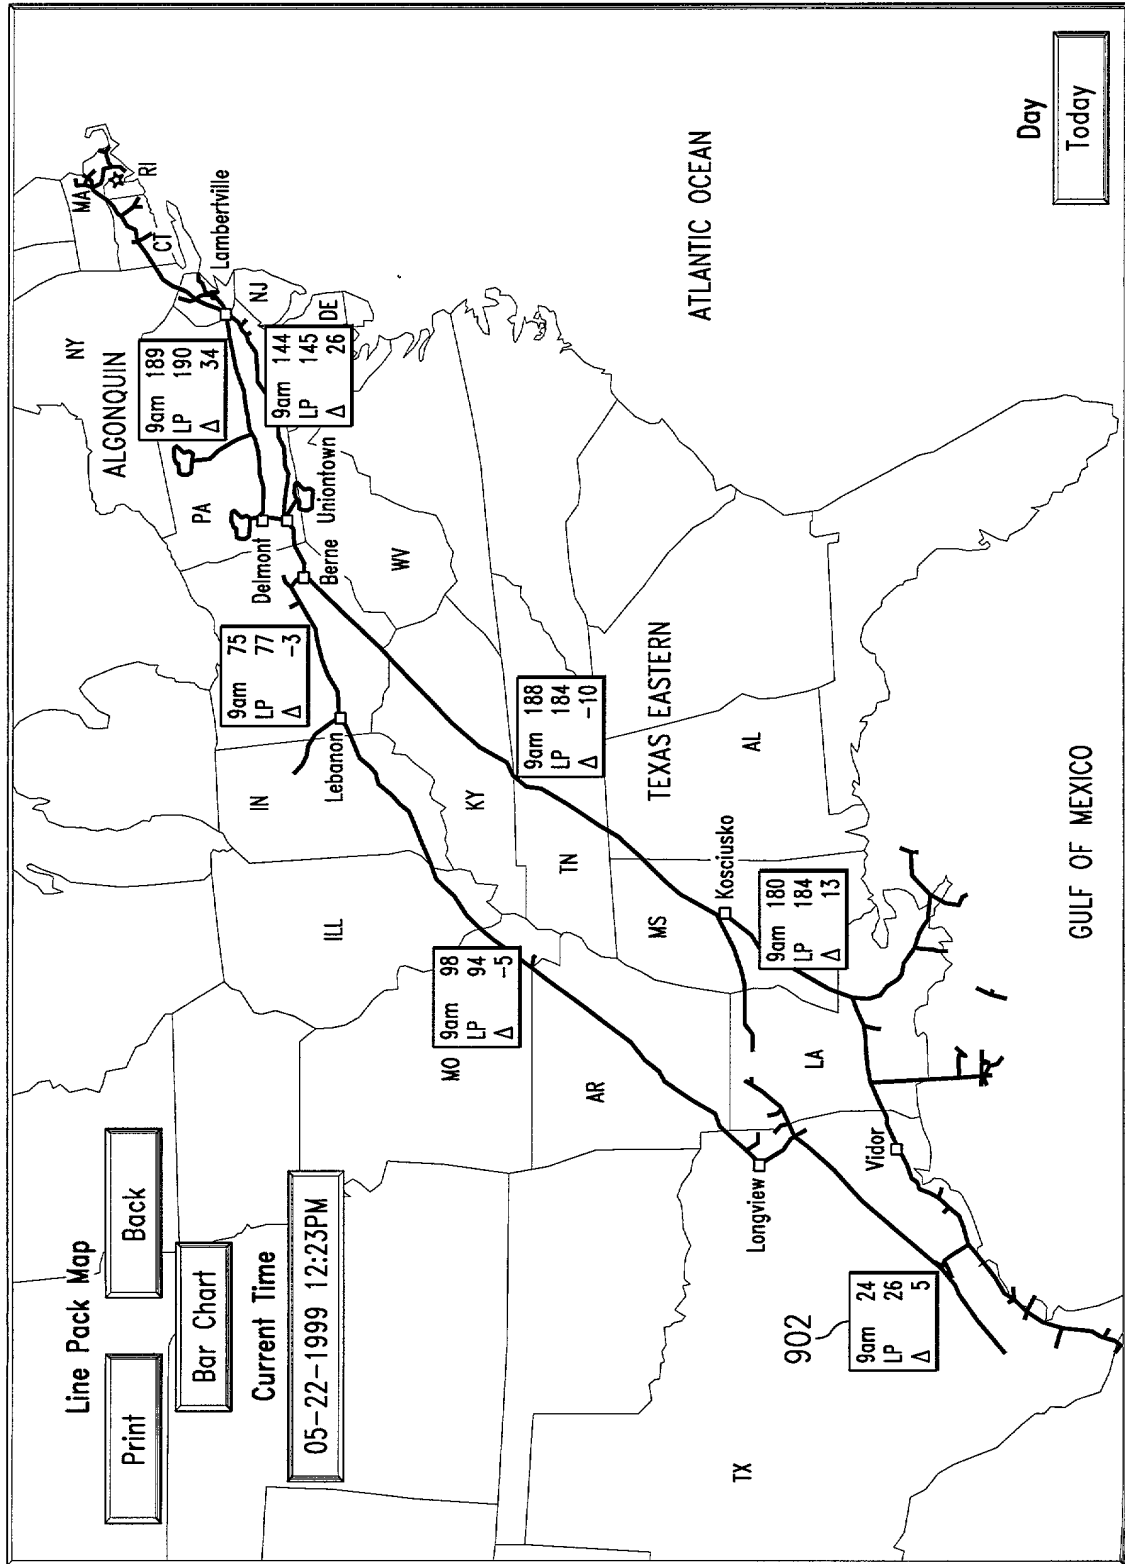 Line Pack Map
Print
Back
Bar Chart
Current Time
05-22-1999 12:23PM
NY
ALGONQUIN
MA
RI
CT
Lambertville
NJ
DE
PA
9am 189
LP 190
Δ 34
9am 144
LP 145
Δ 26
Delmont
Uniontown
Berne
WV
9am 75
LP 77
Δ -3
IN
Lebanon
ILL
KY
9am 188
LP 184
Δ -10
TEXAS EASTERN
ATLANTIC OCEAN
MO
9am 98
LP 94
Δ -5
TN
AL
MS
Kosciusko
9am 180
LP 184
Δ 13
AR
LA
Longview
Vidor
902
9am 24
LP 26
Δ 5
TX
GULF OF MEXICO
Day
Today